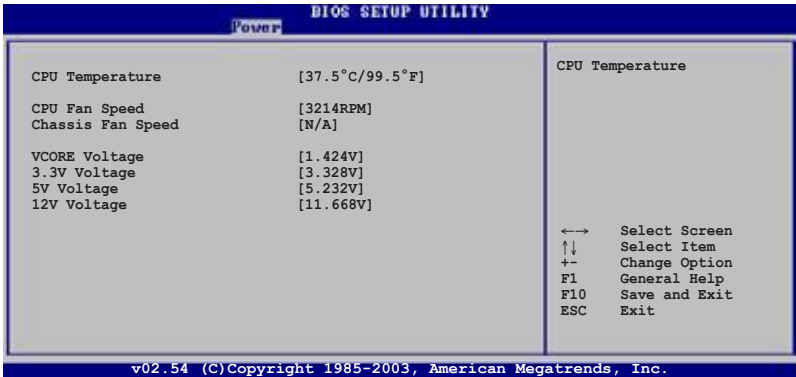 BIOS SETUP UTILITY
Power
CPU Temperature [37.5°C/99.5°F]
CPU Fan Speed [3214RPM]
Chassis Fan Speed [N/A]
VCORE Voltage [1.424V]
3.3V Voltage [3.328V]
5V Voltage [5.232V]
12V Voltage [11.668V]
CPU Temperature
←→ Select Screen
↑↓ Select Item
+- Change Option
F1 General Help
F10 Save and Exit
ESC Exit
v02.54 (C)Copyright 1985-2003, American Megatrends, Inc.